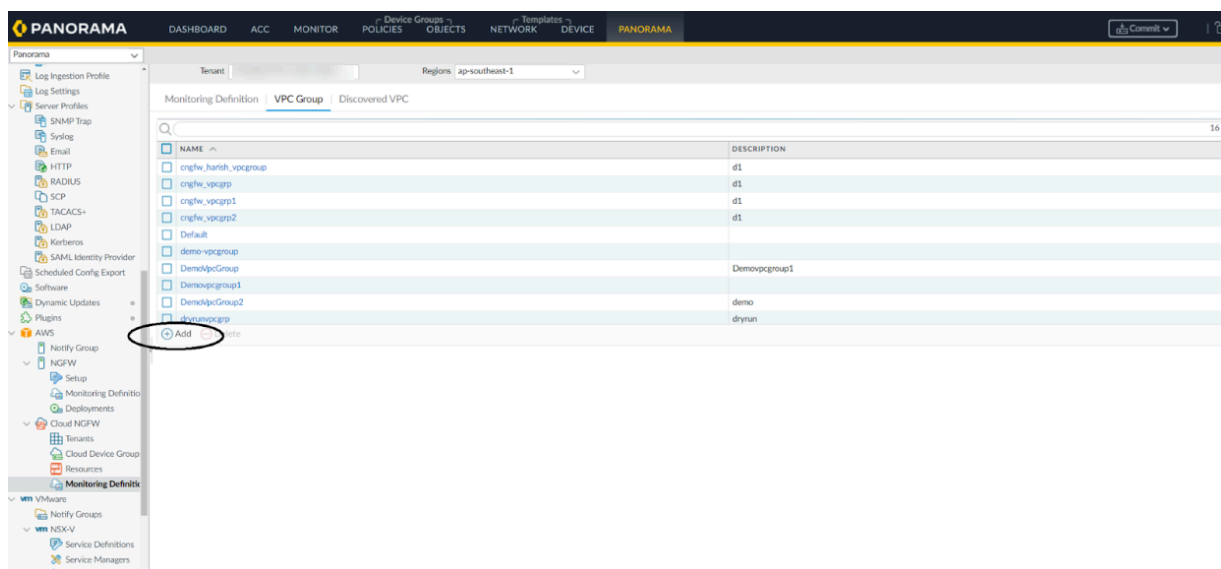 PANORAMA
DASHBOARD ACC MONITOR Device Groups POLICIES OBJECTS Templates NETWORK DEVICE PANORAMA Commit
Panorama
Log Ingestion Profile
Log Settings
Server Profiles
SNMP Trap
Syslog
Email
HTTP
RADIUS
SCP
TACACS+
LDAP
Kerberos
SAML Identity Provider
Scheduled Config Export
Software
Dynamic Updates
Plugins
AWS
Notify Group
NGFW
Setup
Monitoring Definitio
Deployments
Cloud NGFW
Tenants
Cloud Device Group
Resources
Monitoring Definitio
vm VMware
Notify Groups
vm NSX-V
Service Definitions
Service Managers
Tenant Regions ap-southeast-1
Monitoring Definition VPC Group Discovered VPC
16
NAME DESCRIPTION
cngfw_harish_vpcgroup d1
cngfw_vpcgrp d1
cngfw_vpcgrp1 d1
cngfw_vpcgrp2 d1
Default
demo-vpcgroup
DemoVpcGroup Demovpcgroup1
Demovpcgroup1
DemoVpcGroup2 demo
dryrunvpcgrp dryrun
Add Delete